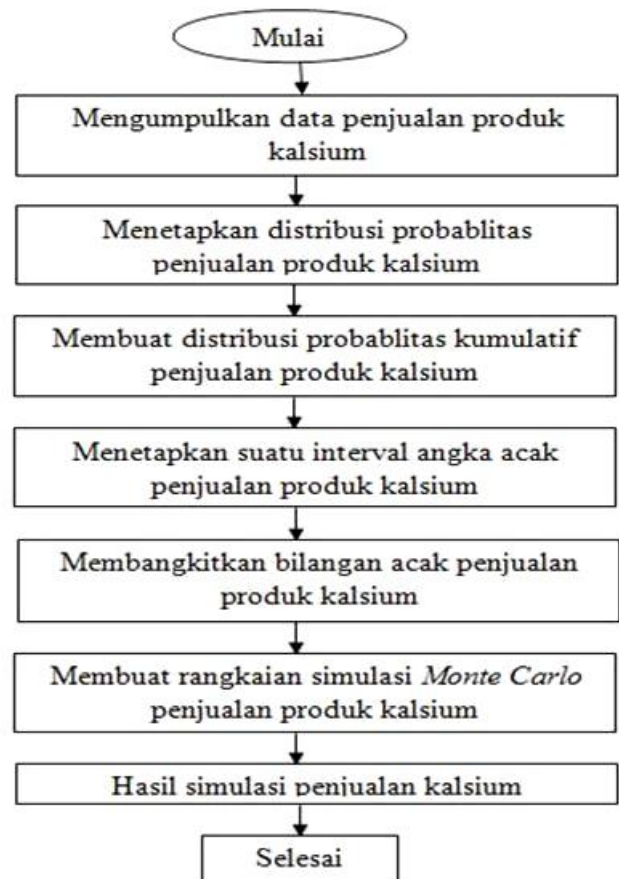 Mulai
Mengumpulkan data penjualan produk
kalsium
Menetapkan distribusi probablitas
penjualan produk kalsium
Membuat distribusi probablitas kumulatif
penjualan produk kalsium
Menetapkan suatu interval angka acak
penjualan produk kalsium
Membangkitkan bilangan acak penjualan
produk kalsium
Membuat rangkaian simulasi Monte Carlo
penjualan produk kalsium
Hasil simulasi penjualan kalsium
Selesai